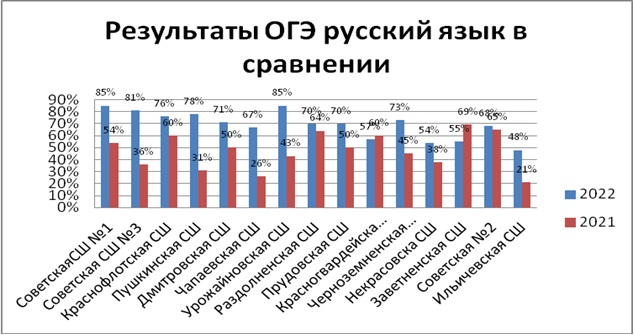 Результаты ОГЭ русский язык в
сравнении
90%
80%
70%
60%
50%
40%
30%
20%
10%
0%
85% 54% 81% 36% 76% 60% 78% 31% 71% 50% 67% 26% 85% 43% 70% 64% 70% 50% 57% 60% 73% 45% 54% 38% 55% 69% 68% 65% 48% 21%
2022
2021
СоветскаяСШ №1
Советская СШ №3
Краснофлотская СШ
Пушкинская СШ
Дмитровская СШ
Чапаевская СШ
Урожайновская СШ
Раздолненская СШ
Прудовская СШ
Красногвардейска...
Черноземненская...
Некрасовка СШ
Заветненская СШ
Советская №2
Ильичевская СШ